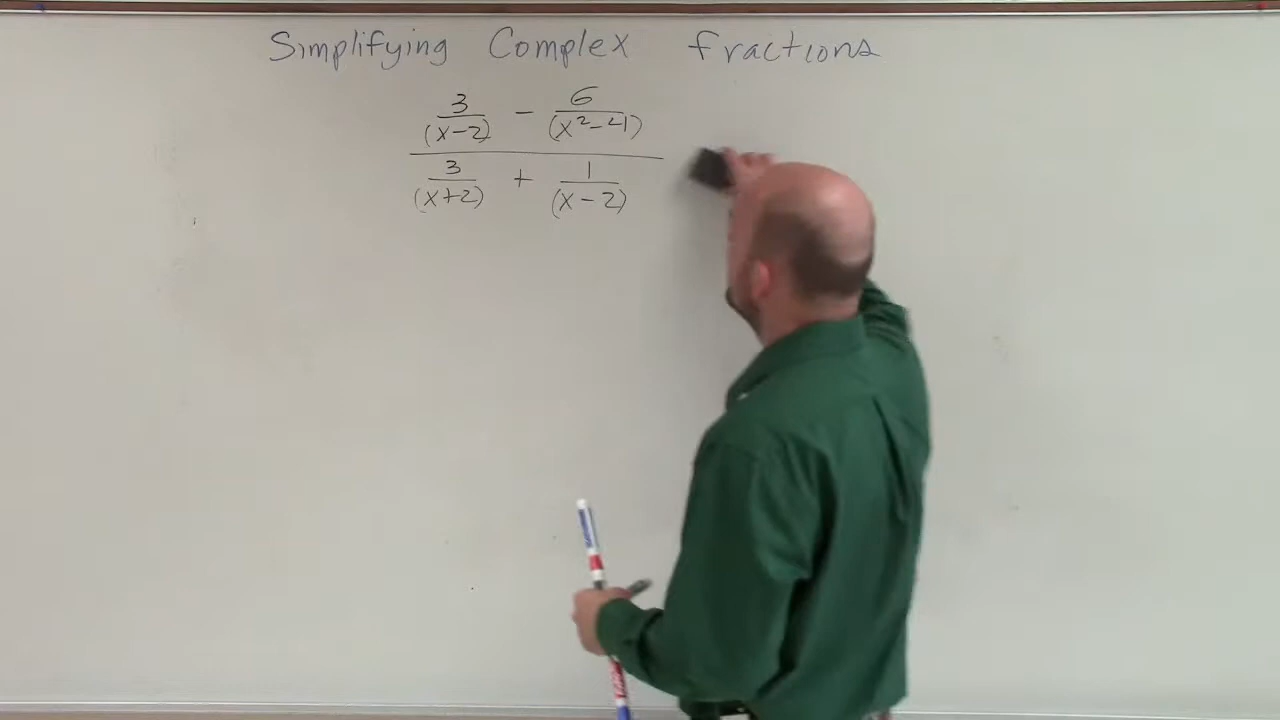 Simplifying Complex fractions
3 - 6
(x-2) (x²-4)
3 + 1
(x+2) (x-2)